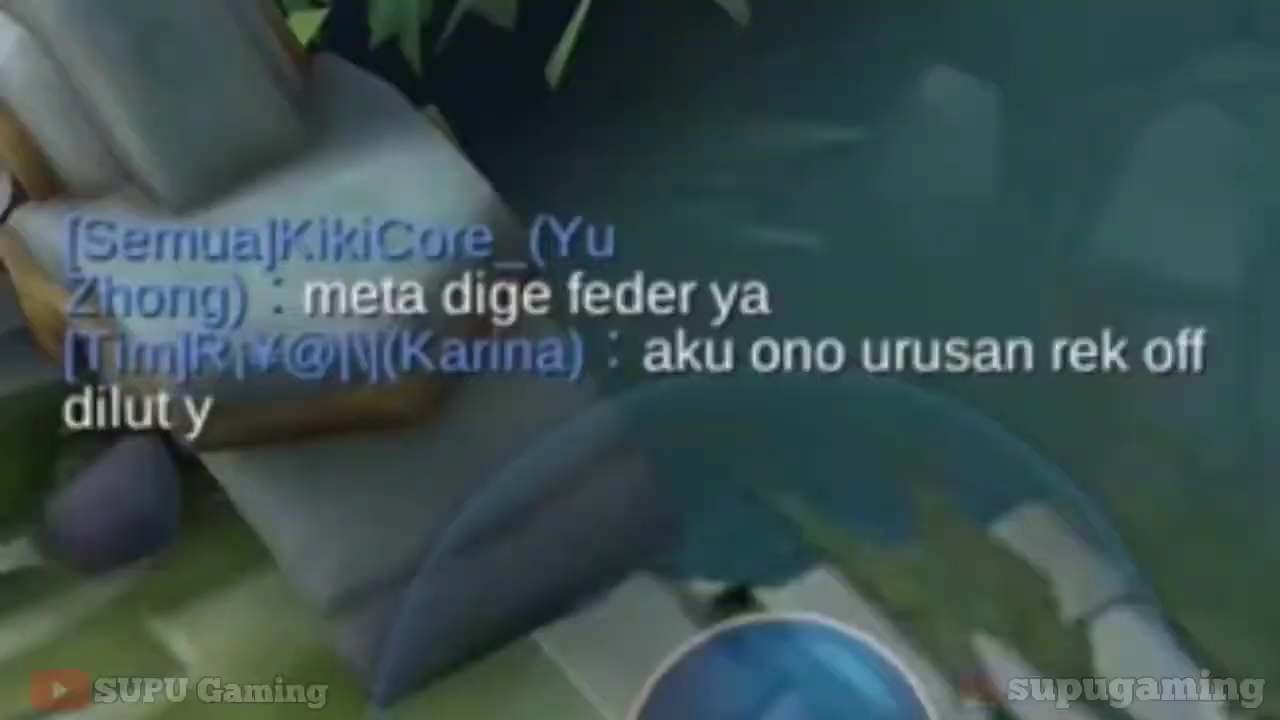 [Semua]KikiCore_(Yu
Zhong) : meta dige feder ya
[Tim]R¡¥@|\|(Karina) : aku ono urusan rek off
dilut y
SUPU Gaming
supugaming